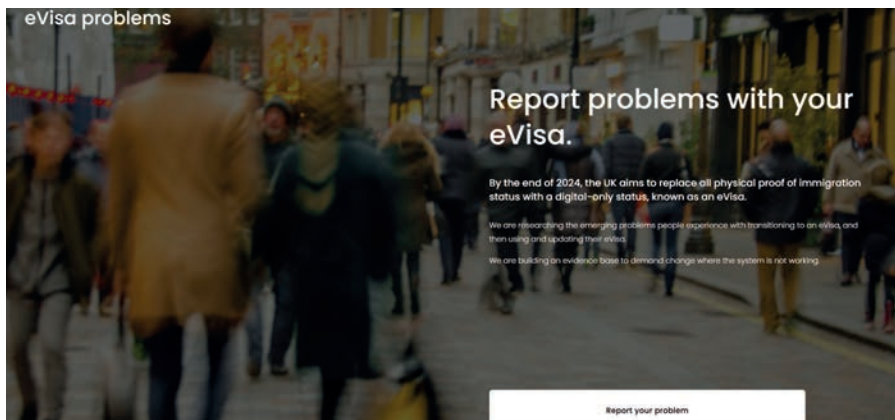 eVisa problems
Report problems with your
eVisa.
By the end of 2024, the UK aims to replace all physical proof of immigration
status with a digital-only status, known as an eVisa.
We are researching the emerging problems people experience with transitioning to an eVisa, and
then using and updating their eVisa.
We are building an evidence base to demand change where the system is not working.
Report your problem